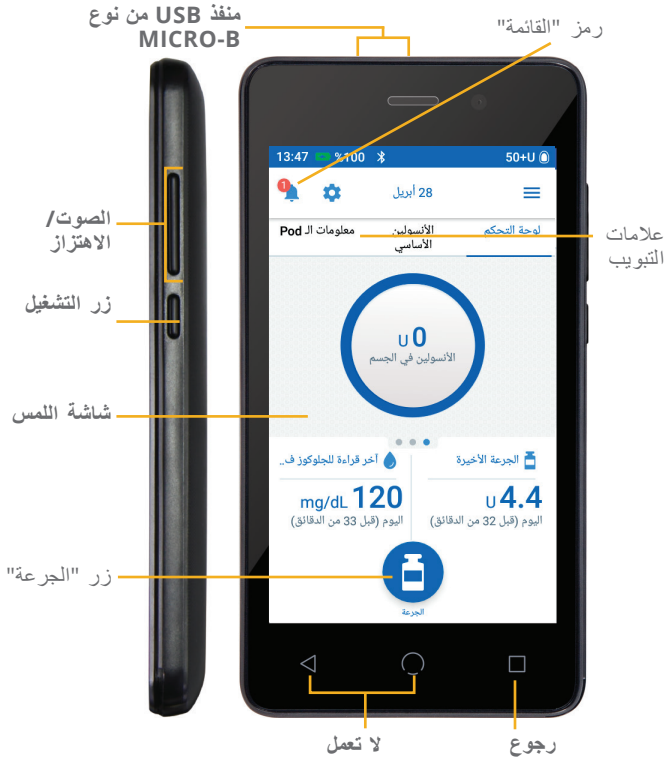 منفذ USB من نوع
MICRO-B
رمز "القائمة"
13:47 %100 50+U
1
28 أبريل
لوحة التحكم
الأنسولين
الأساسي
معلومات الـ Pod
علامات
التبويب
الصوت/
الاهتزاز
زر التشغيل
0 U
الأنسولين في الجسم
شاشة اللمس
الجرعة الأخيرة
4.4 U
اليوم (قبل 32 من الدقائق)
آخر قراءة للجلوكوز ف..
120 mg/dL
اليوم (قبل 33 من الدقائق)
زر "الجرعة"
الجرعة
رجوع
لا تعمل